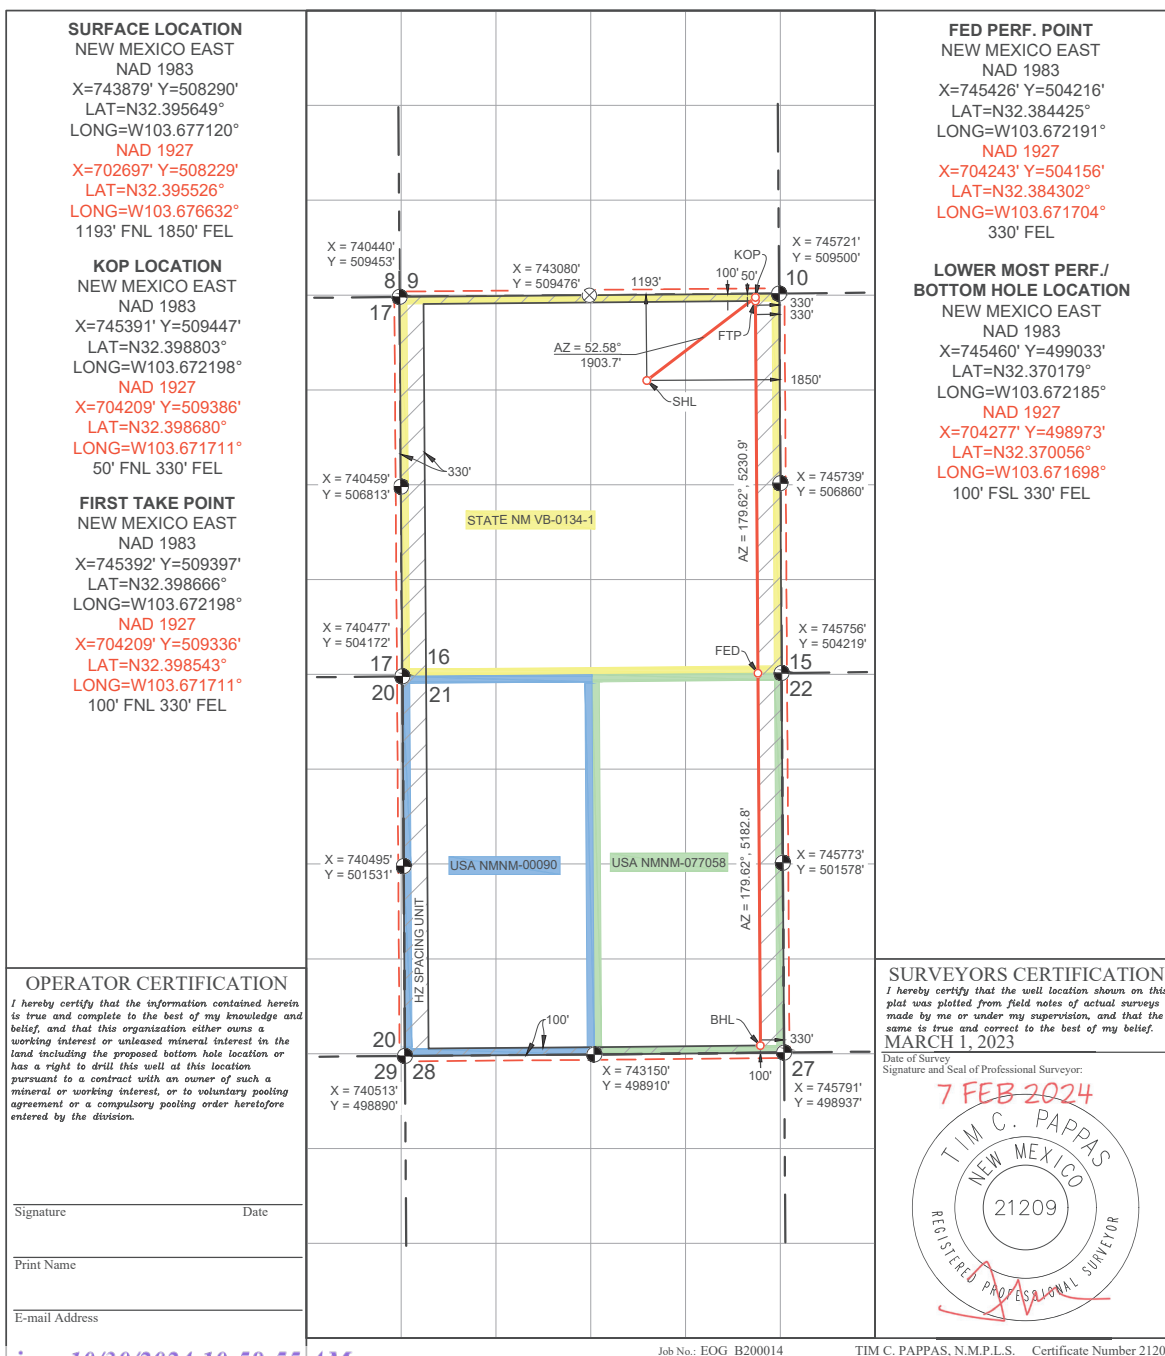 SURFACE LOCATION
NEW MEXICO EAST
NAD 1983
X=743879' Y=508290'
LAT=N32.395649°
LONG=W103.677120°
NAD 1927
X=702697' Y=508229'
LAT=N32.395526°
LONG=W103.676632°
1193' FNL 1850' FEL
KOP LOCATION
NEW MEXICO EAST
NAD 1983
X=745391' Y=509447'
LAT=N32.398803°
LONG=W103.672198°
NAD 1927
X=704209' Y=509386'
LAT=N32.398680°
LONG=W103.671711°
50' FNL 330' FEL
FIRST TAKE POINT
NEW MEXICO EAST
NAD 1983
X=745392' Y=509397'
LAT=N32.398666°
LONG=W103.672198°
NAD 1927
X=704209' Y=509336'
LAT=N32.398543°
LONG=W103.671711°
100' FNL 330' FEL
OPERATOR CERTIFICATION
I hereby certify that the information contained herein
is true and complete to the best of my knowledge and
belief, and that this organization either owns a
working interest or unleased mineral interest in the
land including the proposed bottom hole location or
has a right to drill this well at this location
pursuant to a contract with an owner of such a
mineral or working interest, or to voluntary pooling
agreement or a compulsory pooling order heretofore
entered by the division.
Signature Date
Print Name
E-mail Address
X = 740440'
Y = 509453'
X = 743080'
Y = 509476'
1193'
100'
50'
KOP
X = 745721'
Y = 509500'
8 9
10
17
330'
330'
FTP
AZ = 52.58°
1903.7'
1850'
SHL
330'
X = 740459'
Y = 506813'
X = 745739'
Y = 506860'
AZ = 179.62°, 5230.9'
STATE NM VB-0134-1
X = 740477'
Y = 504172'
X = 745756'
Y = 504219'
FED
17 16
15
20 21
22
X = 740495'
Y = 501531'
USA NMNM-00090
USA NMNM-077058
X = 745773'
Y = 501578'
AZ = 179.62°, 5182.8'
HZ SPACING UNIT
100'
BHL
330'
20
29 28
27
100'
X = 740513'
Y = 498890'
X = 743150'
Y = 498910'
X = 745791'
Y = 498937'
FED PERF. POINT
NEW MEXICO EAST
NAD 1983
X=745426' Y=504216'
LAT=N32.384425°
LONG=W103.672191°
NAD 1927
X=704243' Y=504156'
LAT=N32.384302°
LONG=W103.671704°
330' FEL
LOWER MOST PERF./
BOTTOM HOLE LOCATION
NEW MEXICO EAST
NAD 1983
X=745460' Y=499033'
LAT=N32.370179°
LONG=W103.672185°
NAD 1927
X=704277' Y=498973'
LAT=N32.370056°
LONG=W103.671698°
100' FSL 330' FEL
SURVEYORS CERTIFICATION
I hereby certify that the well location shown on this
plat was plotted from field notes of actual surveys
made by me or under my supervision, and that the
same is true and correct to the best of my belief.
MARCH 1, 2023
Date of Survey
Signature and Seal of Professional Surveyor:
7 FEB 2024
TIM C. PAPPAS
NEW MEXICO
21209
REGISTERED PROFESSIONAL SURVEYOR
10/30/2024 10:58:55 AM
Job No.: EOG_B200014
TIM C. PAPPAS, N.M.P.L.S. Certificate Number 2120